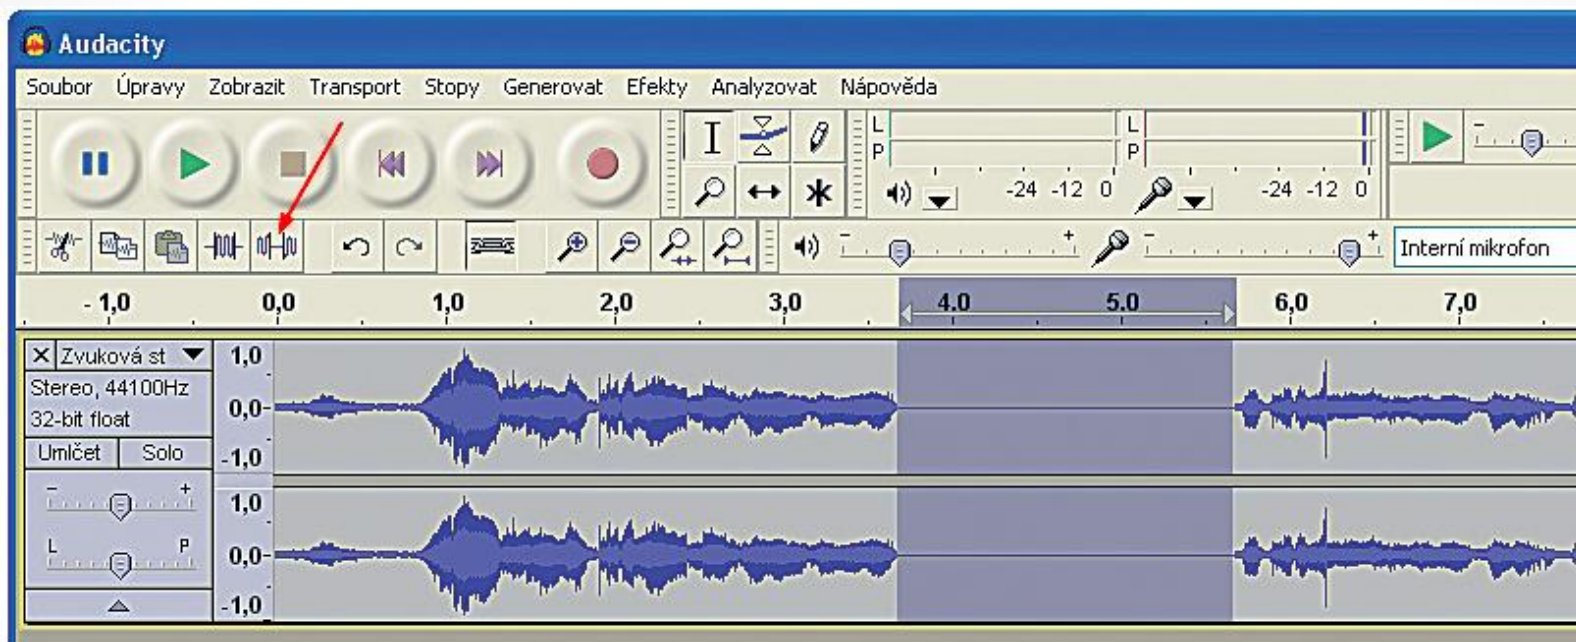 Audacity
Soubor Úpravy Zobrazit Transport Stopy Generovat Efekty Analyzovat Nápověda
L
P
-24 -12 0
L
P
-24 -12 0
- +
- +
Interní mikrofon
- 1,0 0,0 1,0 2,0 3,0 4,0 5,0 6,0 7,0
Zvuková st
Stereo, 44100Hz
32-bit float
Umlčet Solo
- +
L P
1,0
0,0-
-1,0
1,0
0,0-
-1,0